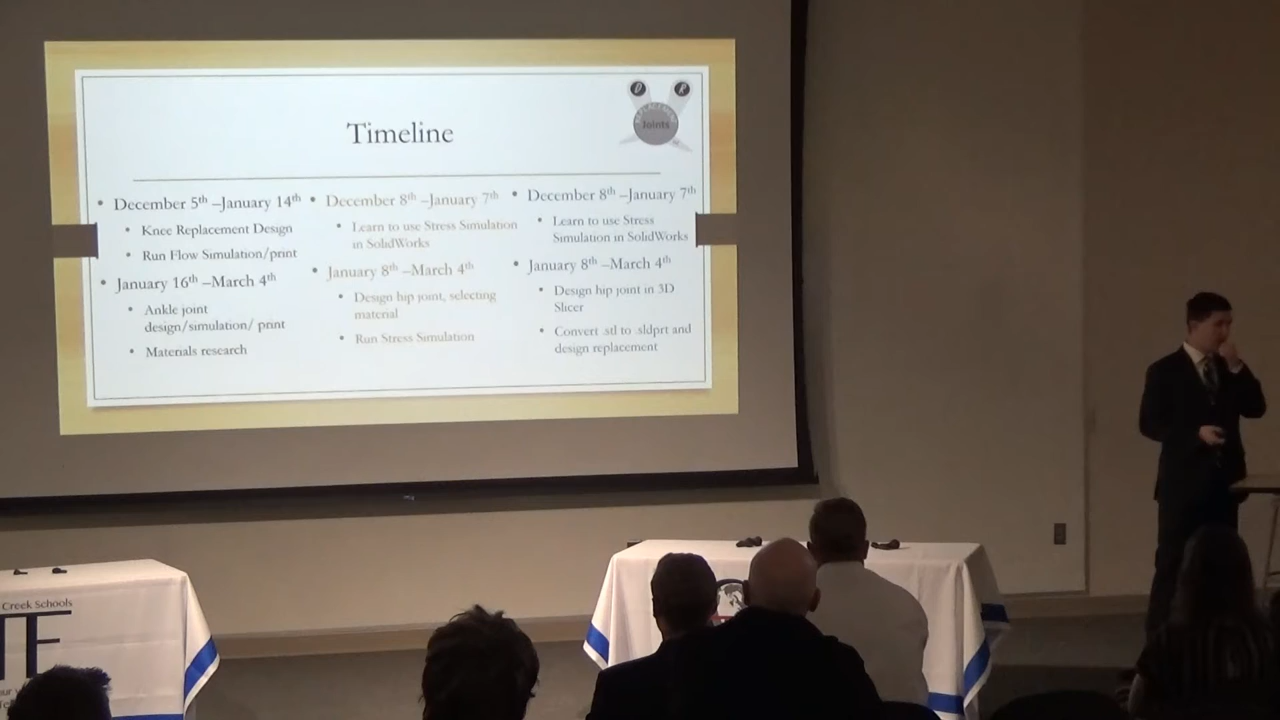 D R
REPLACEMENT
Joints
Timeline
• December 5th –January 14th
• Knee Replacement Design
• Run Flow Simulation/print
• January 16th –March 4th
• Ankle joint
design/simulation/ print
• Materials research
• December 8th –January 7th
• Learn to use Stress Simulation
in SolidWorks
• January 8th –March 4th
• Design hip joint, selecting
material
• Run Stress Simulation
• December 8th –January 7th
• Learn to use Stress
Simulation in SolidWorks
• January 8th –March 4th
• Design hip joint in 3D
Slicer
• Convert .stl to .sldprt and
design replacement
Creek Schools
TE